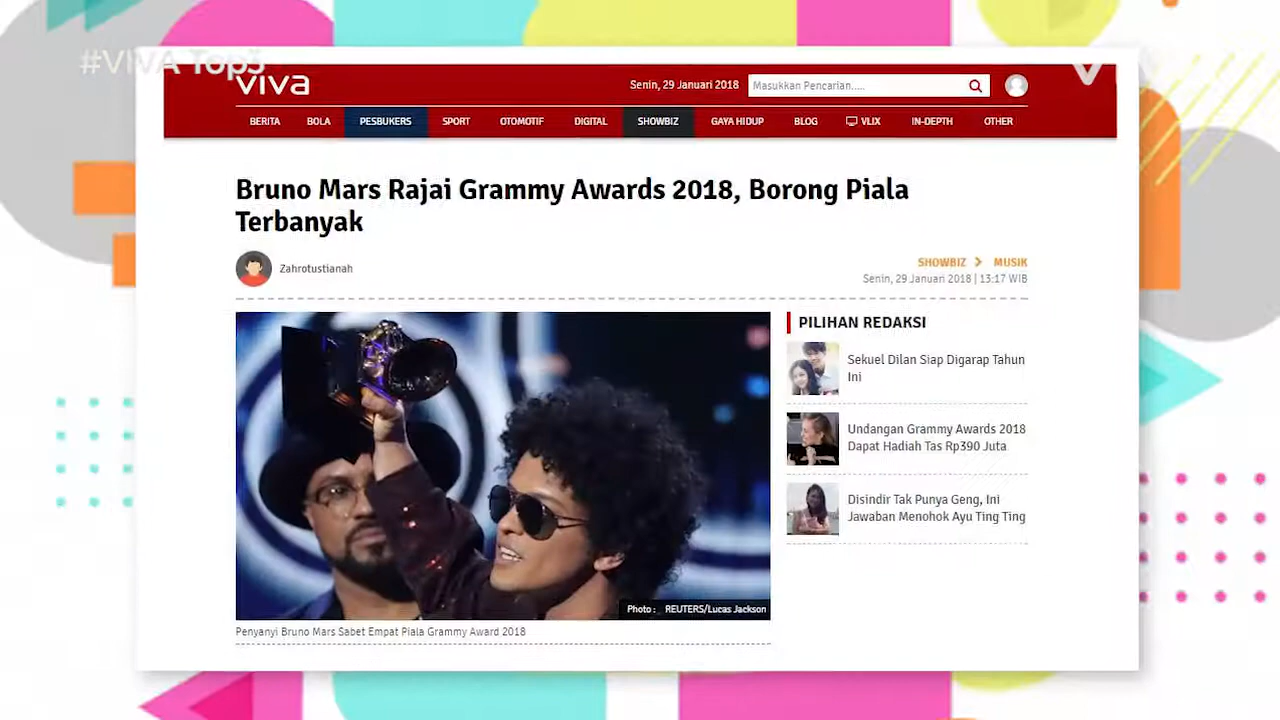 #VIVA Top5
viva
Senin, 29 Januari 2018
Masukkan Pencarian.....
BERITA BOLA PESBUKERS SPORT OTOMOTIF DIGITAL SHOWBIZ GAYA HIDUP BLOG VLIX IN-DEPTH OTHER
Bruno Mars Rajai Grammy Awards 2018, Borong Piala
Terbanyak
Zahrotustianah
SHOWBIZ > MUSIK
Senin, 29 Januari 2018 | 13:17 WIB
Photo : REUTERS/Lucas Jackson
Penyanyi Bruno Mars Sabet Empat Piala Grammy Award 2018
PILIHAN REDAKSI
Sekuel Dilan Siap Digarap Tahun
Ini
Undangan Grammy Awards 2018
Dapat Hadiah Tas Rp390 Juta
Disindir Tak Punya Geng, Ini
Jawaban Menohok Ayu Ting Ting